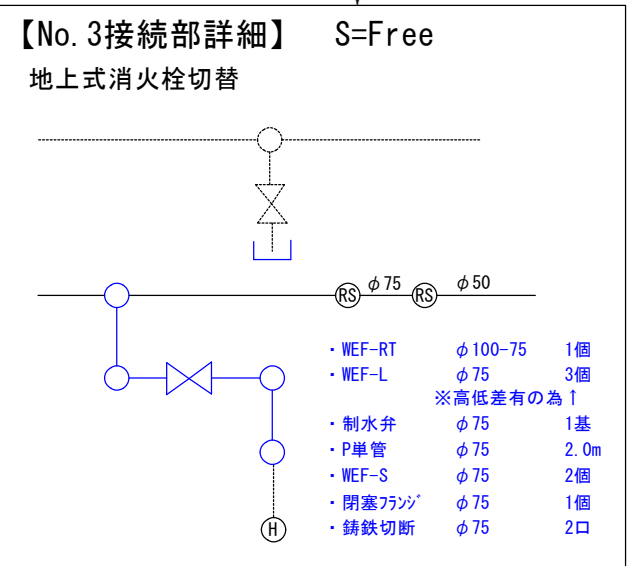 【No.3接続部詳細】 S=Free
地上式消火栓切替
RS φ75 RS φ50
・WEF-RT φ100-75 1個
・WEF-L φ75 3個
※高低差有の為↑
・制水弁 φ75 1基
・P単管 φ75 2.0m
・WEF-S φ75 2個
・閉塞フランジ φ75 1個
・鋳鉄切断 φ75 2口
H